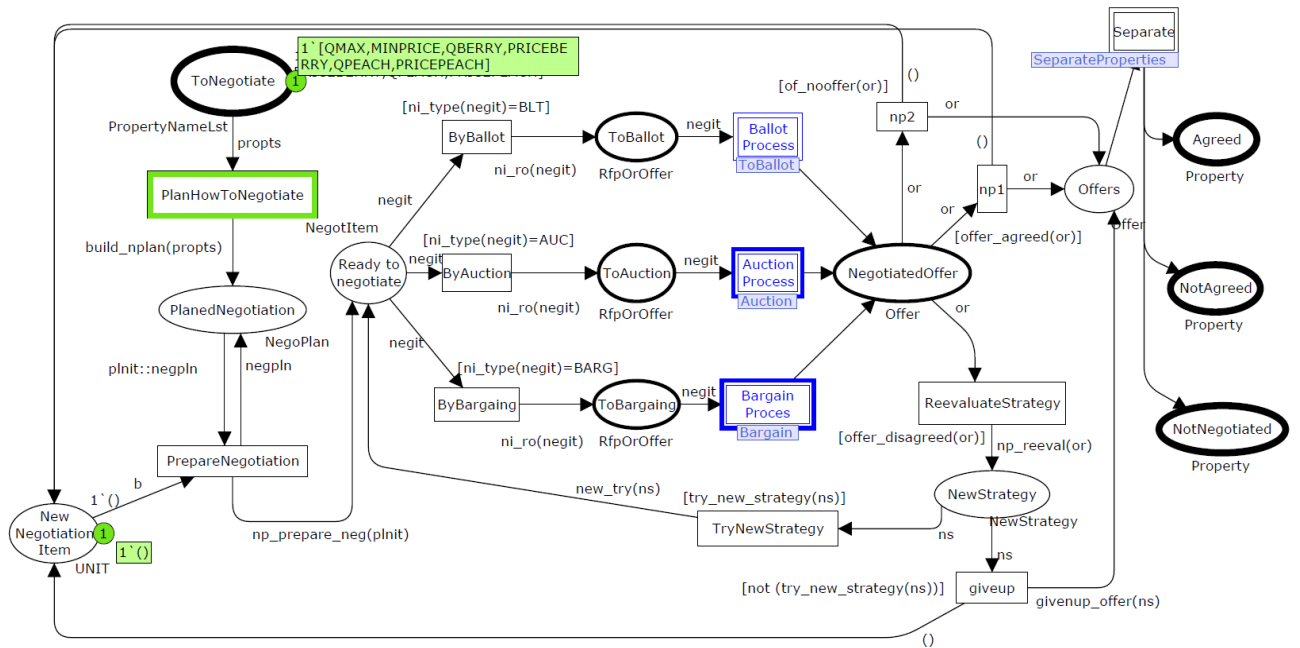 1`[QMAX,MINPRICE,QBERRY,PRICEBE
RRY,QPEACH,PRICEPEACH]
ToNegotiate
1
PropertyNameLst
propts
PlanHowToNegotiate
build_nplan(propts)
PlanedNegotiation
NegoPlan
plnit::negpln
negpln
PrepareNegotiation
b
1`()
New
Negotiation
Item
1
1`()
UNIT
np_prepare_neg(plnit)
NegotItem
Ready to
negotiate
negit
negit
negit
[ni_type(negit)=BLT]
ByBallot
ni_ro(negit)
ToBallot
RfpOrOffer
negit
Ballot
Process
ToBallot
[ni_type(negit)=AUC]
ByAuction
ni_ro(negit)
ToAuction
RfpOrOffer
negit
Auction
Process
Auction
[ni_type(negit)=BARG]
ByBargaing
ni_ro(negit)
ToBargaing
RfpOrOffer
negit
Bargain
Proces
Bargain
NegotiatedOffer
Offer
or
or
or
[of_nooffer(or)]
np2
()
or
()
np1
or
[offer_agreed(or)]
Offers
Offer
Separate
SeparateProperties
Agreed
Property
NotAgreed
Property
NotNegotiated
Property
ReevaluateStrategy
[offer_disagreed(or)]
np_reeval(or)
NewStrategy
NewStrategy
ns
ns
[try_new_strategy(ns)]
TryNewStrategy
new_try(ns)
[not (try_new_strategy(ns))]
giveup
givenup_offer(ns)
()